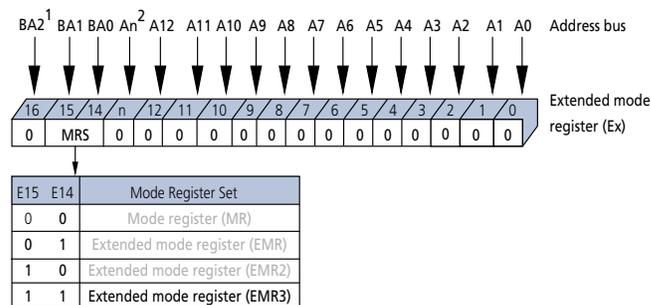 BA2¹ BA1 BA0 An² A12 A11 A10 A9 A8 A7 A6 A5 A4 A3 A2 A1 A0 Address bus
16 15 14 n 12 11 10 9 8 7 6 5 4 3 2 1 0 Extended mode
register (Ex)
0 MRS 0 0 0 0 0 0 0 0 0 0 0 0 0 0
E15 E14 Mode Register Set
0 0 Mode register (MR)
0 1 Extended mode register (EMR)
1 0 Extended mode register (EMR2)
1 1 Extended mode register (EMR3)